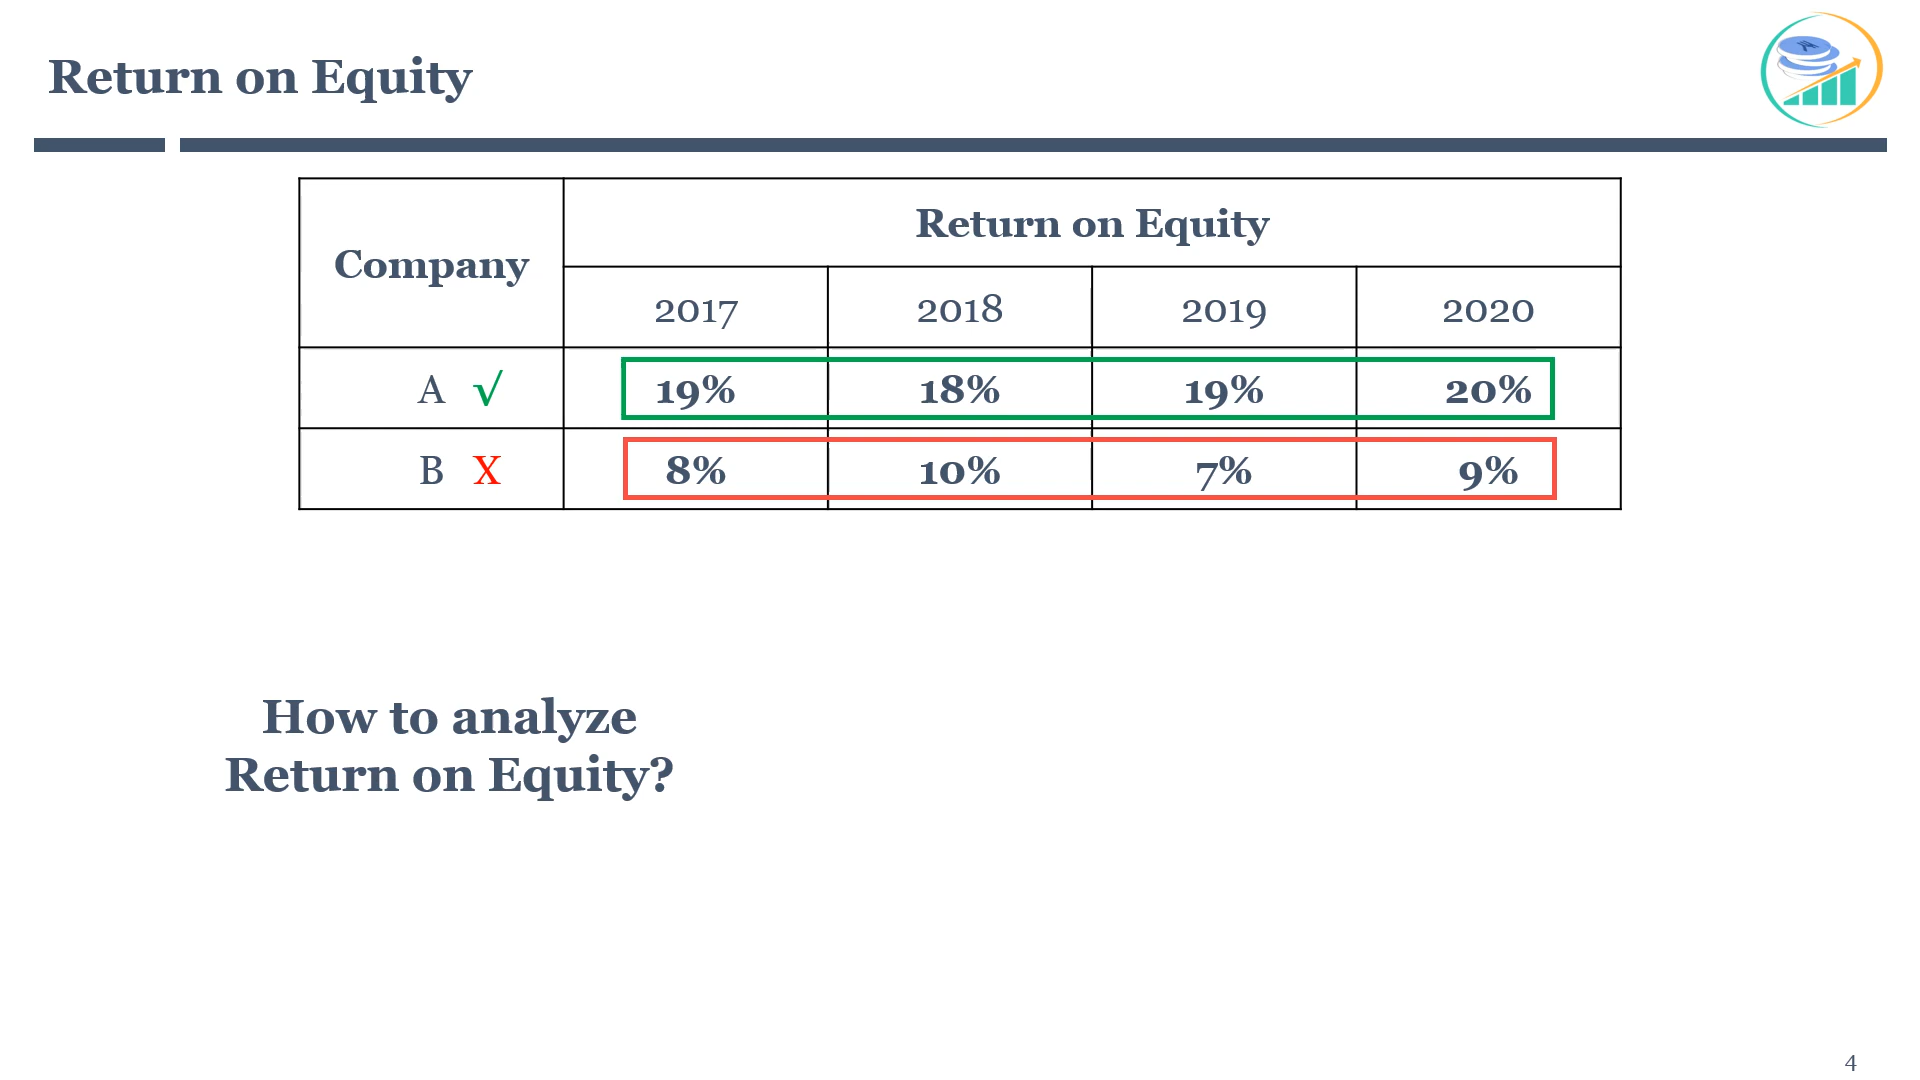 Return on Equity
Company
Return on Equity
2017 2018 2019 2020
A √ 19% 18% 19% 20%
B X 8% 10% 7% 9%
How to analyze
Return on Equity?
4